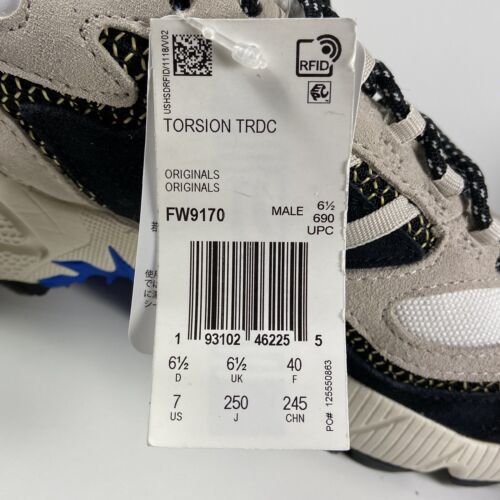 USHSDRFID/1118/V02
RFID
TORSION TRDC
ORIGINALS
ORIGINALS
FW9170 MALE 6½
690
UPC
1 93102 46225 5
6½ 6½ 40
D UK F
7 250 245
US J CHN
PO# 125550863